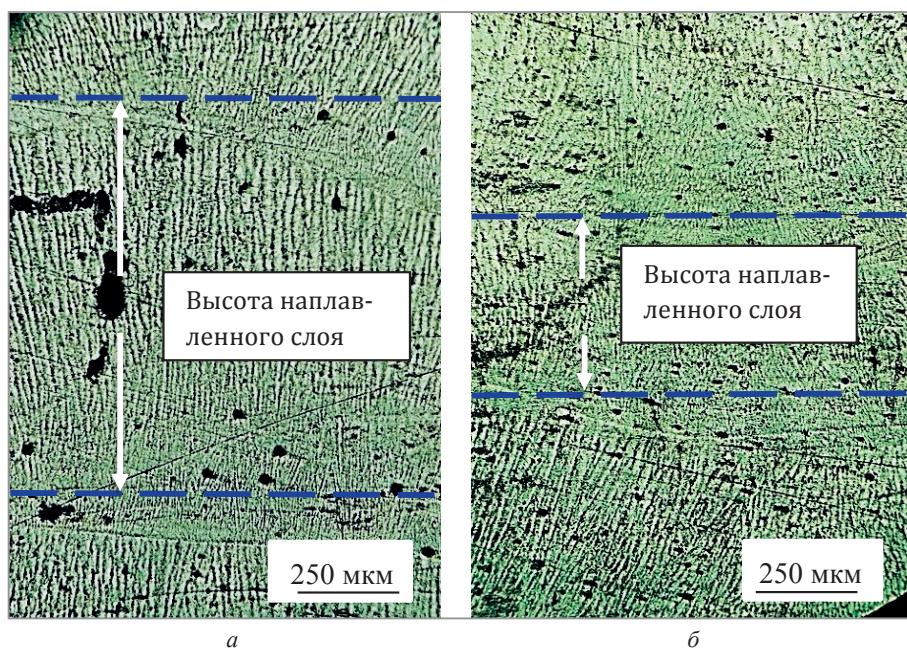 Высота наплав-
ленного слоя
250 мкм
Высота наплав-
ленного слоя
250 мкм
а
б